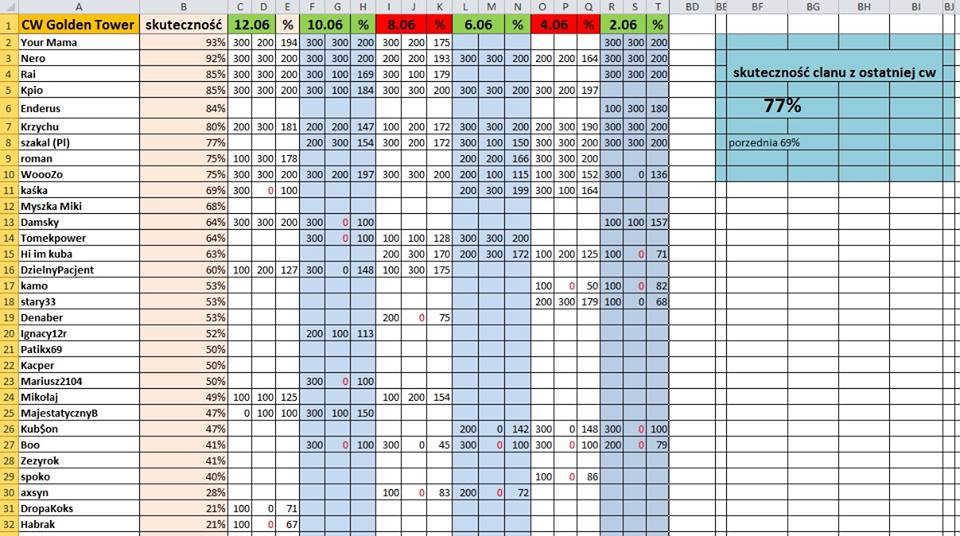 A B C D E F G H I J K L M N O P Q R S T BD BE BF BG BH BI BJ
1 CW Golden Tower skuteczność 12.06 % 10.06 % 8.06 % 6.06 % 4.06 % 2.06 %
2 Your Mama 93% 300 200 194 300 300 200 300 200 175 300 300 200
3 Nero 92% 300 300 200 300 300 200 200 200 193 300 300 200 200 200 164 300 300 200
4 Rai 85% 300 300 200 300 100 169 300 100 179 300 300 200
skuteczność clanu z ostatniej cw
5 Kpio 85% 300 300 200 300 100 184 300 300 200 300 300 200 300 200 197
6 Enderus 84% 100 300 180
77%
7 Krzychu 80% 200 300 181 200 200 147 100 200 172 300 300 200 200 300 190 300 300 200
8 szakal (Pl) 77% 200 300 154 300 200 172 300 100 150 300 200 200 300 300 200
porzednia 69%
9 roman 75% 100 300 178 200 200 166 300 300 200
10 WoooZo 75% 300 300 200 300 200 197 300 300 200 200 100 115 100 300 152 300 0 136
11 kaśka 69% 300 0 100 200 300 199 300 100 164
12 Myszka Miki 68%
13 Damsky 64% 300 300 200 300 0 100 100 100 157
14 Tomekpower 64% 300 0 100 100 100 128 300 300 200
15 Hi im kuba 63% 200 300 170 200 300 172 100 200 125 100 0 71
16 DzielnyPacjent 60% 100 200 127 300 0 148 100 300 175
17 kamo 53% 100 0 50 100 0 82
18 stary33 53% 200 300 179 100 0 68
19 Denaber 53% 200 0 75
20 Ignacy12r 52% 200 100 113
21 Patikx69 50%
22 Kacper 50%
23 Mariusz2104 50% 300 0 100
24 Mikołaj 49% 100 100 125 100 200 154
25 MajestatycznyB 47% 0 100 100 300 100 150
26 Kub$on 47% 200 0 142 300 0 148 300 0 100
27 Boo 41% 300 0 100 300 0 45 300 0 100 300 0 100 200 0 79
28 Zezyrok 41%
29 spoko 40% 100 0 86
30 axsyn 28% 100 0 83 200 0 72
31 DropaKoks 21% 100 0 71
32 Habrak 21% 100 0 67